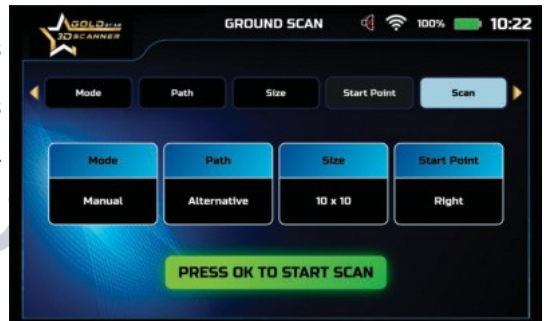 GOLD STAR
3D SCANNER
GROUND SCAN 100% 10:22
Mode Path Size Start Point Scan
Mode Path Size Start Point
Manual Alternative 10 x 10 Right
PRESS OK TO START SCAN